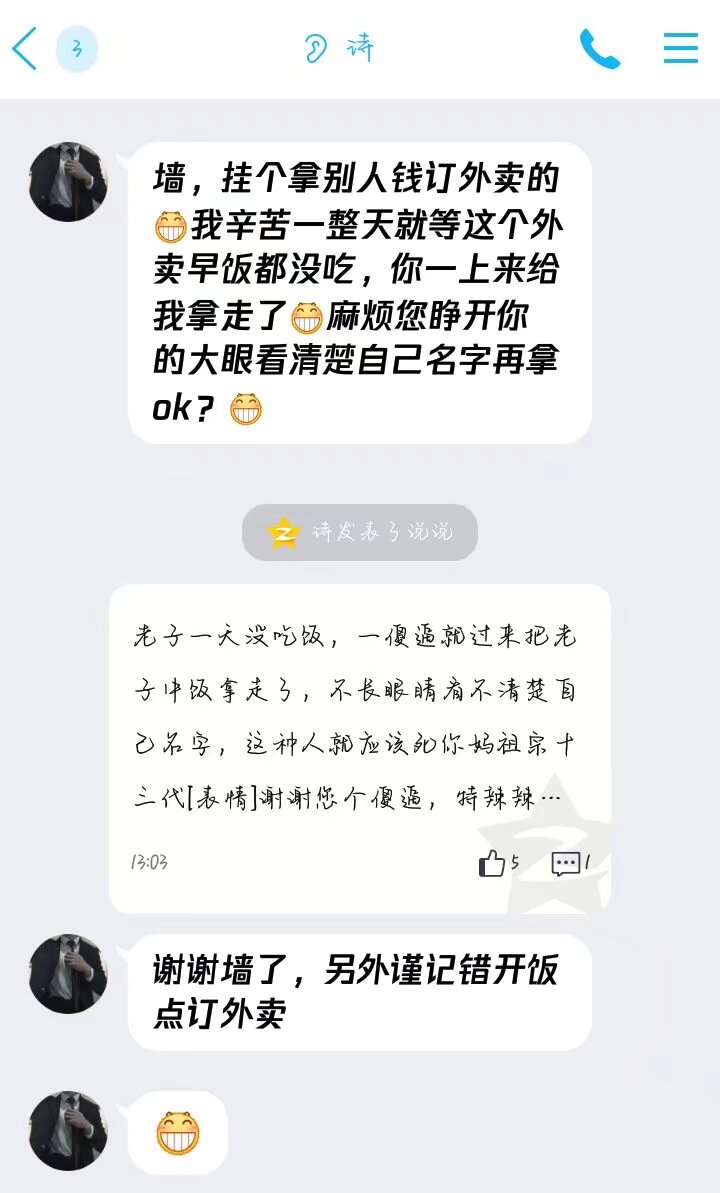 3
诗
墙，挂个拿别人钱订外卖的
😁我辛苦一整天就等这个外
卖早饭都没吃，你一上来给
我拿走了😁麻烦您睁开你
的大眼看清楚自己名字再拿
ok？😁
诗发表了说说
老子一天没吃饭，一傻逼就过来把老
子中饭拿走了，不长眼睛看不清楚自
己名字，这种人就应该死你妈祖宗十
三代[表情]谢谢您个傻逼，特辣辣…
13:03
5
1
谢谢墙了，另外谨记错开饭
点订外卖
😁